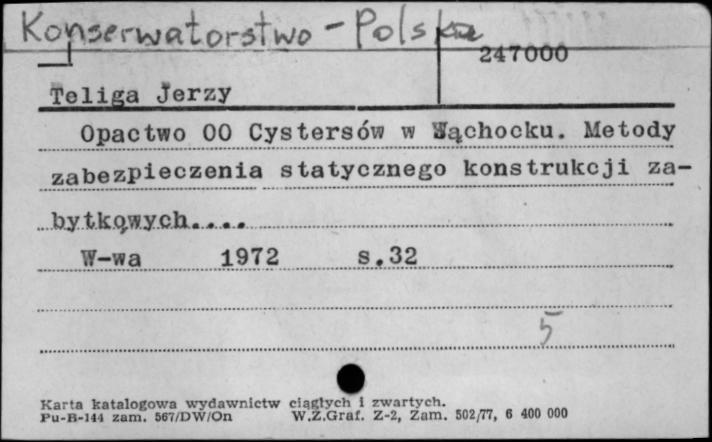 Konserwatorstwo - Polska
247000
Teliga Jerzy
Opactwo OO Cystersów w Wąchocku. Metody
zabezpieczenia statycznego konstrukcji za-
bytkowych....
W-wa 1972 s.32
5
Karta katalogowa wydawnictw ciągłych i zwartych.
Pu-B-144 zam. 567/DW/On W.Z.Graf. Z-2, Zam. 502/77, 6 400 000